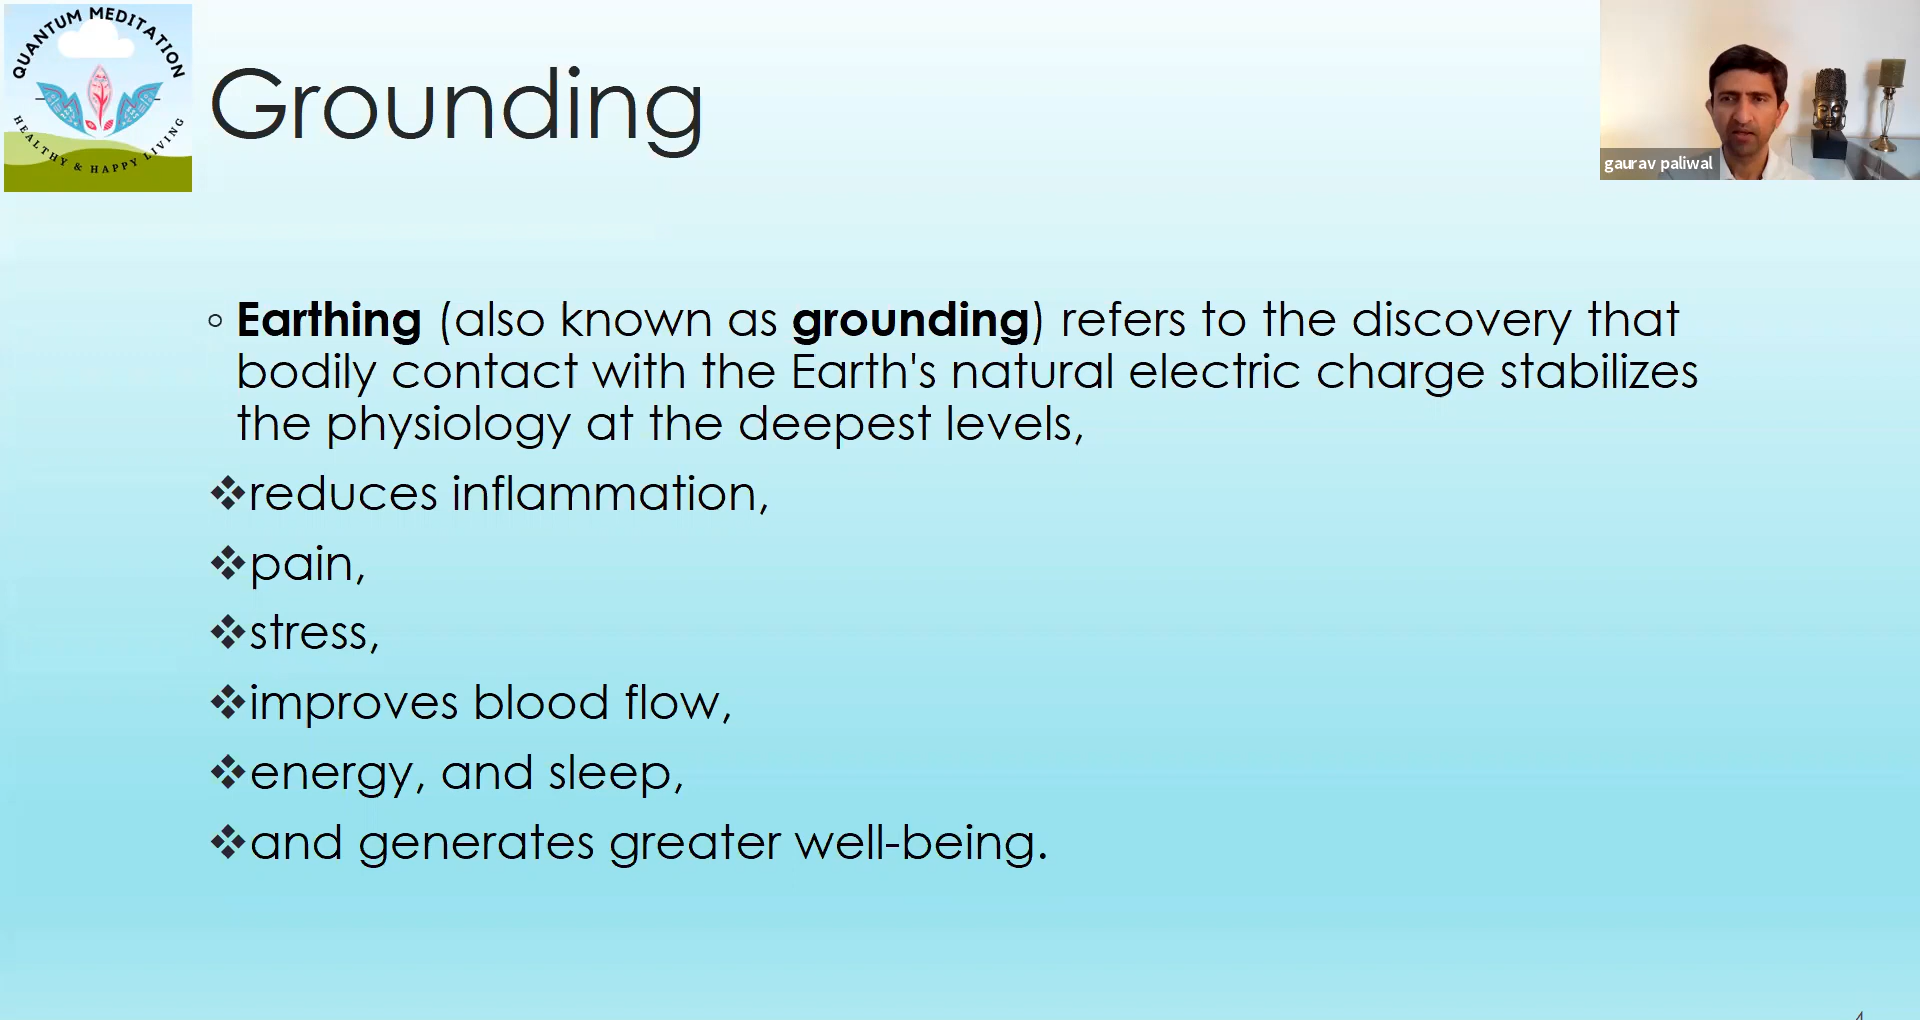 QUANTUM MEDITATION
HEALTHY & HAPPY LIVING
Grounding
gaurav paliwal
◦ Earthing (also known as grounding) refers to the discovery that
bodily contact with the Earth's natural electric charge stabilizes
the physiology at the deepest levels,
❖reduces inflammation,
❖pain,
❖stress,
❖improves blood flow,
❖energy, and sleep,
❖and generates greater well-being.